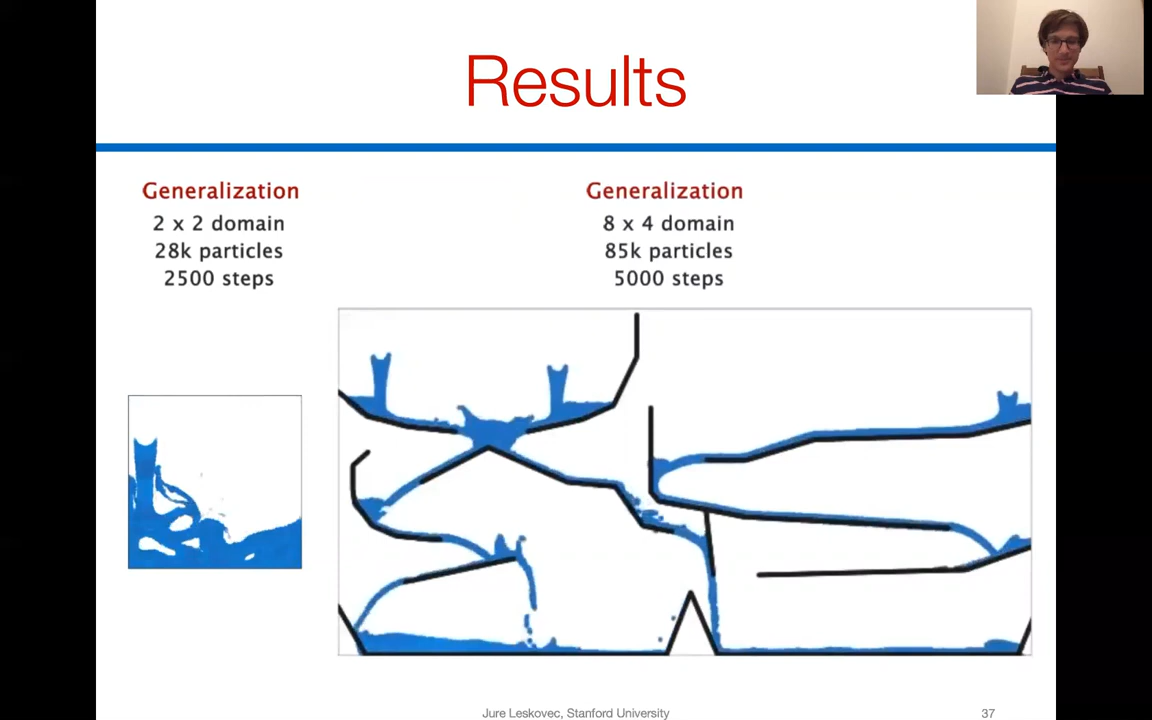 Results
Generalization
2 x 2 domain
28k particles
2500 steps
Generalization
8 x 4 domain
85k particles
5000 steps
Jure Leskovec, Stanford University
37